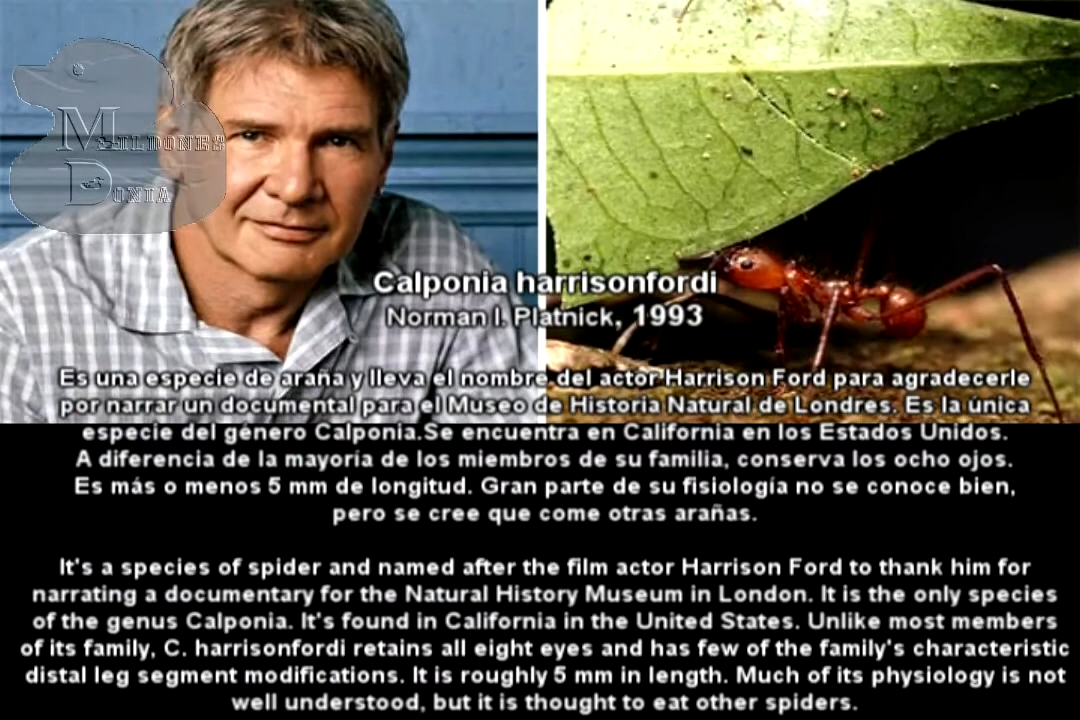 MSILDONES
DONIA
Calponia harrisonfordi
Norman I. Platnick, 1993
Es una especie de araña y lleva el nombre del actor Harrison Ford para agradecerle
por narrar un documental para el Museo de Historia Natural de Londres. Es la única
especie del género Calponia.Se encuentra en California en los Estados Unidos.
A diferencia de la mayoría de los miembros de su familia, conserva los ocho ojos.
Es más o menos 5 mm de longitud. Gran parte de su fisiología no se conoce bien,
pero se cree que come otras arañas.
It's a species of spider and named after the film actor Harrison Ford to thank him for
narrating a documentary for the Natural History Museum in London. It is the only species
of the genus Calponia. It's found in California in the United States. Unlike most members
of its family, C. harrisonfordi retains all eight eyes and has few of the family's characteristic
distal leg segment modifications. It is roughly 5 mm in length. Much of its physiology is not
well understood, but it is thought to eat other spiders.